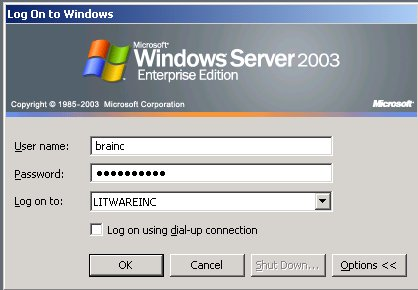 Log On to Windows
Microsoft®
Windows Server 2003
Enterprise Edition
Copyright © 1985-2003 Microsoft Corporation Microsoft
User name: brainc
Password: ●●●●●●●●●●
Log on to: LITWAREINC
Log on using dial-up connection
OK Cancel Shut Down... Options <<